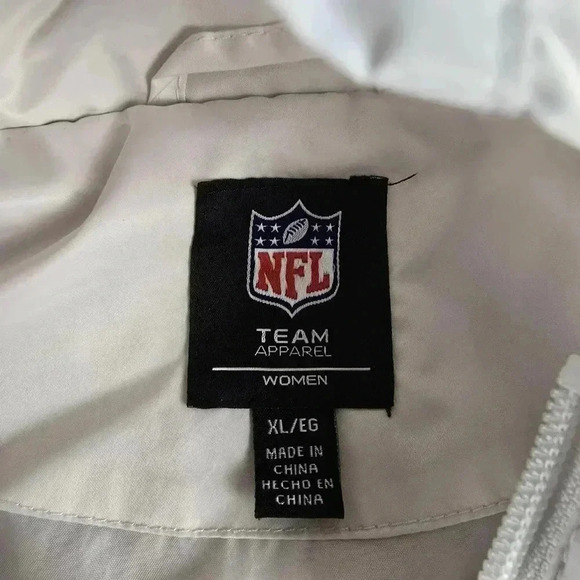 NFL
TEAM
APPAREL
WOMEN
XL/EG
MADE IN
CHINA
HECHO EN
CHINA